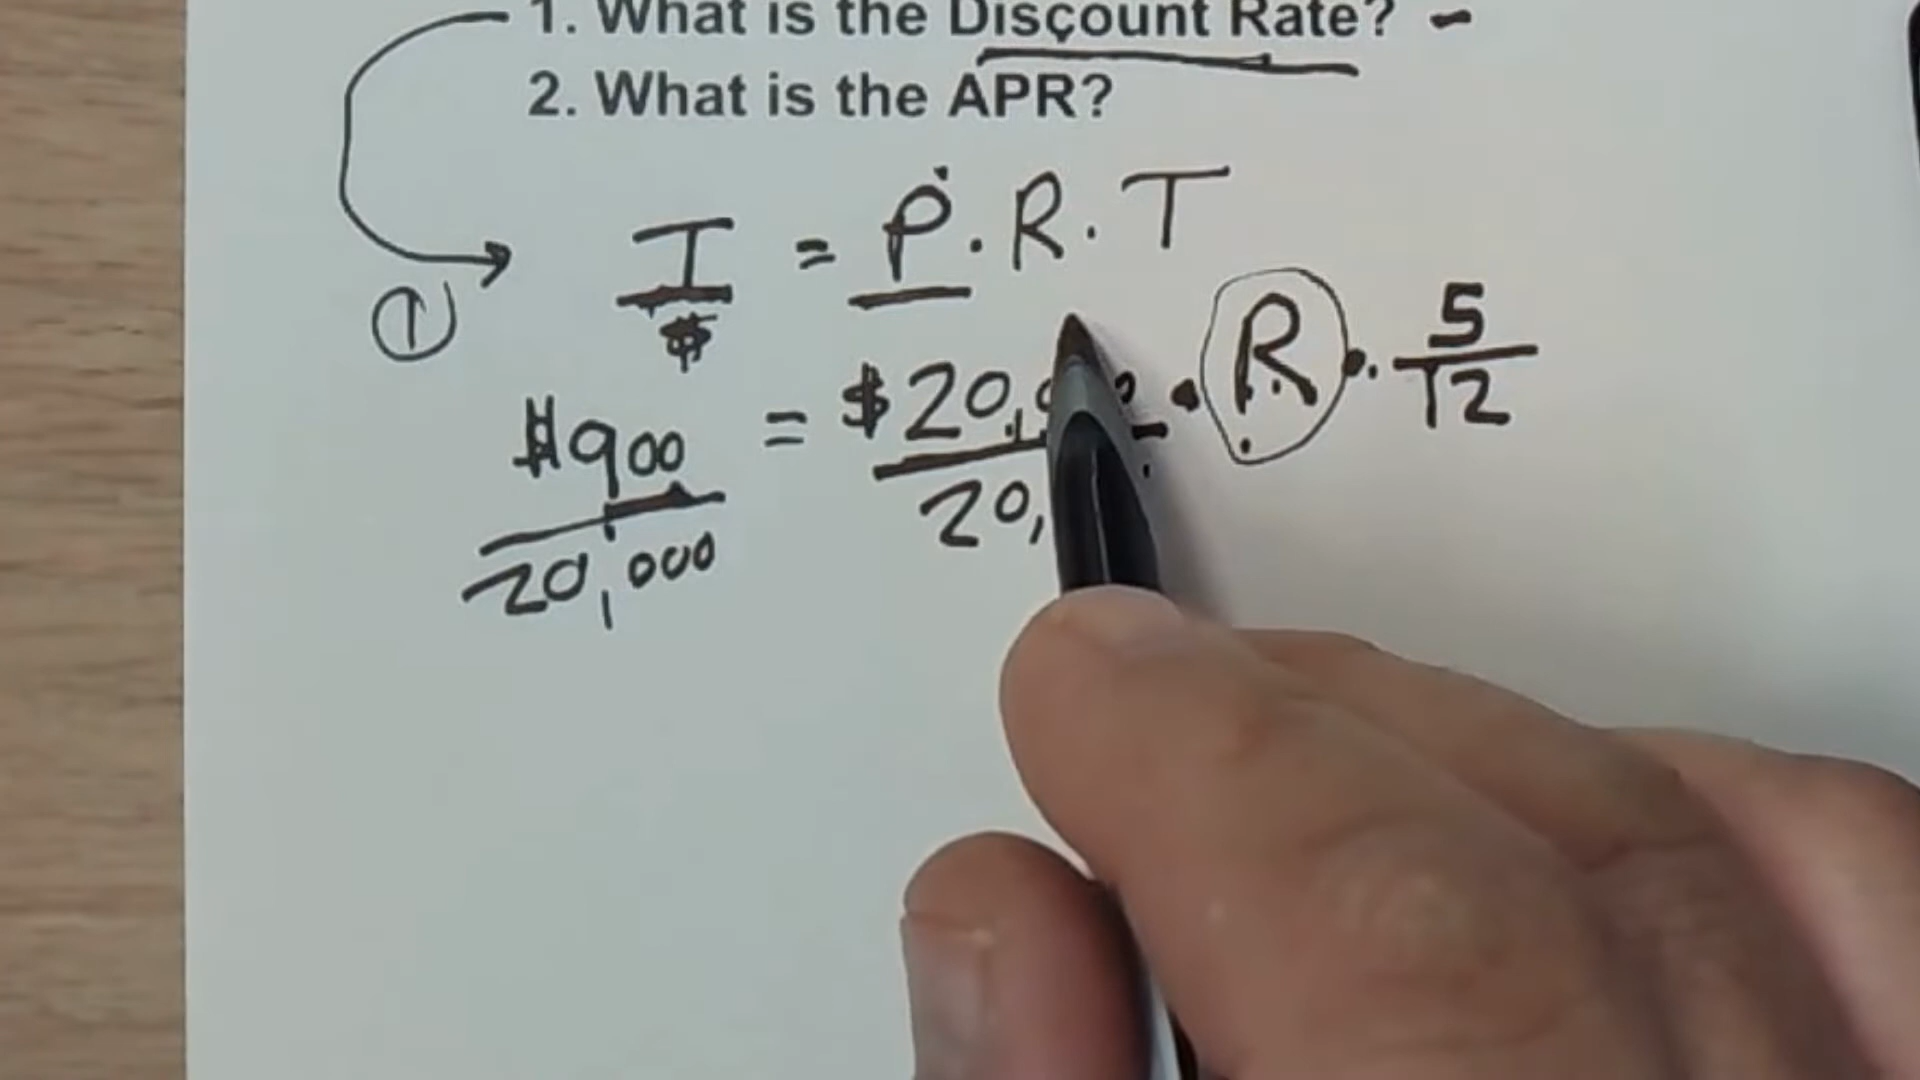 1. What is the Discount Rate? -
2. What is the APR?
I = P . R . T
① $
$900 = $20, . R . 5/12
20,000 20,